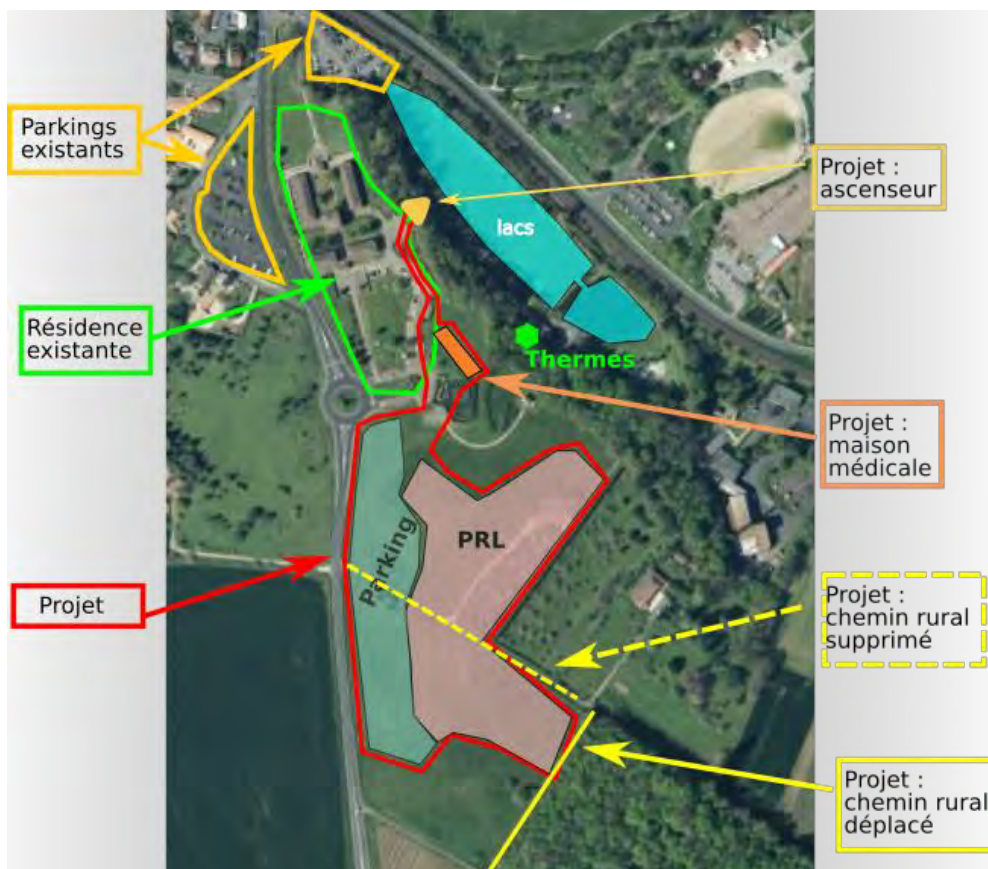 Parkings
existants
Projet :
ascenseur
lacs
Résidence
existante
Thermes
Projet :
maison
médicale
Parking
PRL
Projet
Projet :
chemin rural
supprimé
Projet :
chemin rural
déplacé